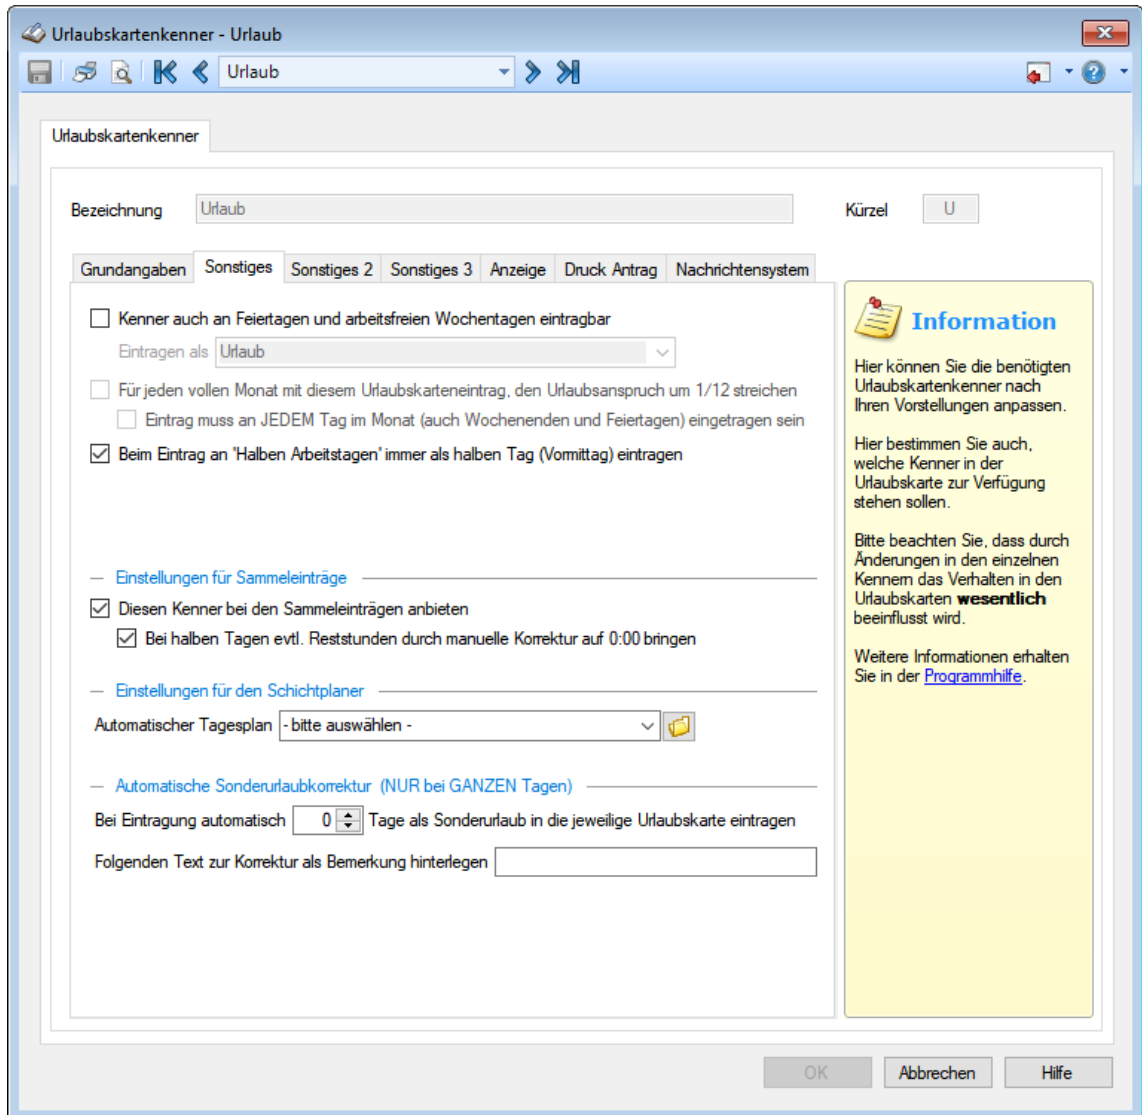 Urlaubskartenkenner - Urlaub
Urlaub
Urlaubskartenkenner
Bezeichnung Urlaub Kürzel U
Grundangaben Sonstiges Sonstiges 2 Sonstiges 3 Anzeige Druck Antrag Nachrichtensystem
Kenner auch an Feiertagen und arbeitsfreien Wochentagen eintragbar
Eintragen als Urlaub
Für jeden vollen Monat mit diesem Urlaubskarteneintrag, den Urlaubsanspruch um 1/12 streichen
Eintrag muss an JEDEM Tag im Monat (auch Wochenenden und Feiertagen) eingetragen sein
Beim Eintrag an 'Halben Arbeitstagen' immer als halben Tag (Vormittag) eintragen
Einstellungen für Sammeleinträge
Diesen Kenner bei den Sammeleinträgen anbieten
Bei halben Tagen evtl. Reststunden durch manuelle Korrektur auf 0:00 bringen
Einstellungen für den Schichtplaner
Automatischer Tagesplan - bitte auswählen -
Automatische Sonderurlaubkorrektur (NUR bei GANZEN Tagen)
Bei Eintragung automatisch 0 Tage als Sonderurlaub in die jeweilige Urlaubskarte eintragen
Folgenden Text zur Korrektur als Bemerkung hinterlegen
Information
Hier können Sie die benötigten
Urlaubskartenkenner nach
Ihren Vorstellungen anpassen.
Hier bestimmen Sie auch,
welche Kenner in der
Urlaubskarte zur Verfügung
stehen sollen.
Bitte beachten Sie, dass durch
Änderungen in den einzelnen
Kennern das Verhalten in den
Urlaubskarten wesentlich
beeinflusst wird.
Weitere Informationen erhalten
Sie in der Programmhilfe.
OK Abbrechen Hilfe